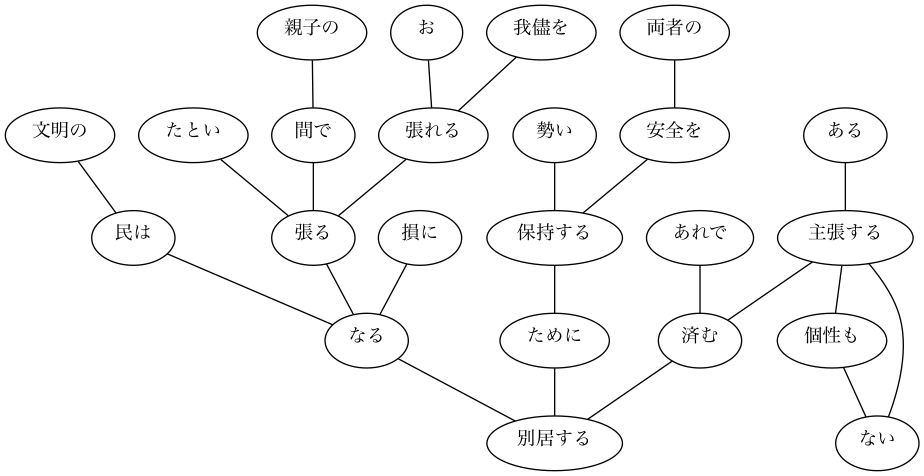 親子の
お
我儘を
両者の
文明の
たとい
間で
張れる
勢い
安全を
ある
民は
張る
損に
保持する
あれで
主張する
なる
ために
済む
個性も
別居する
ない